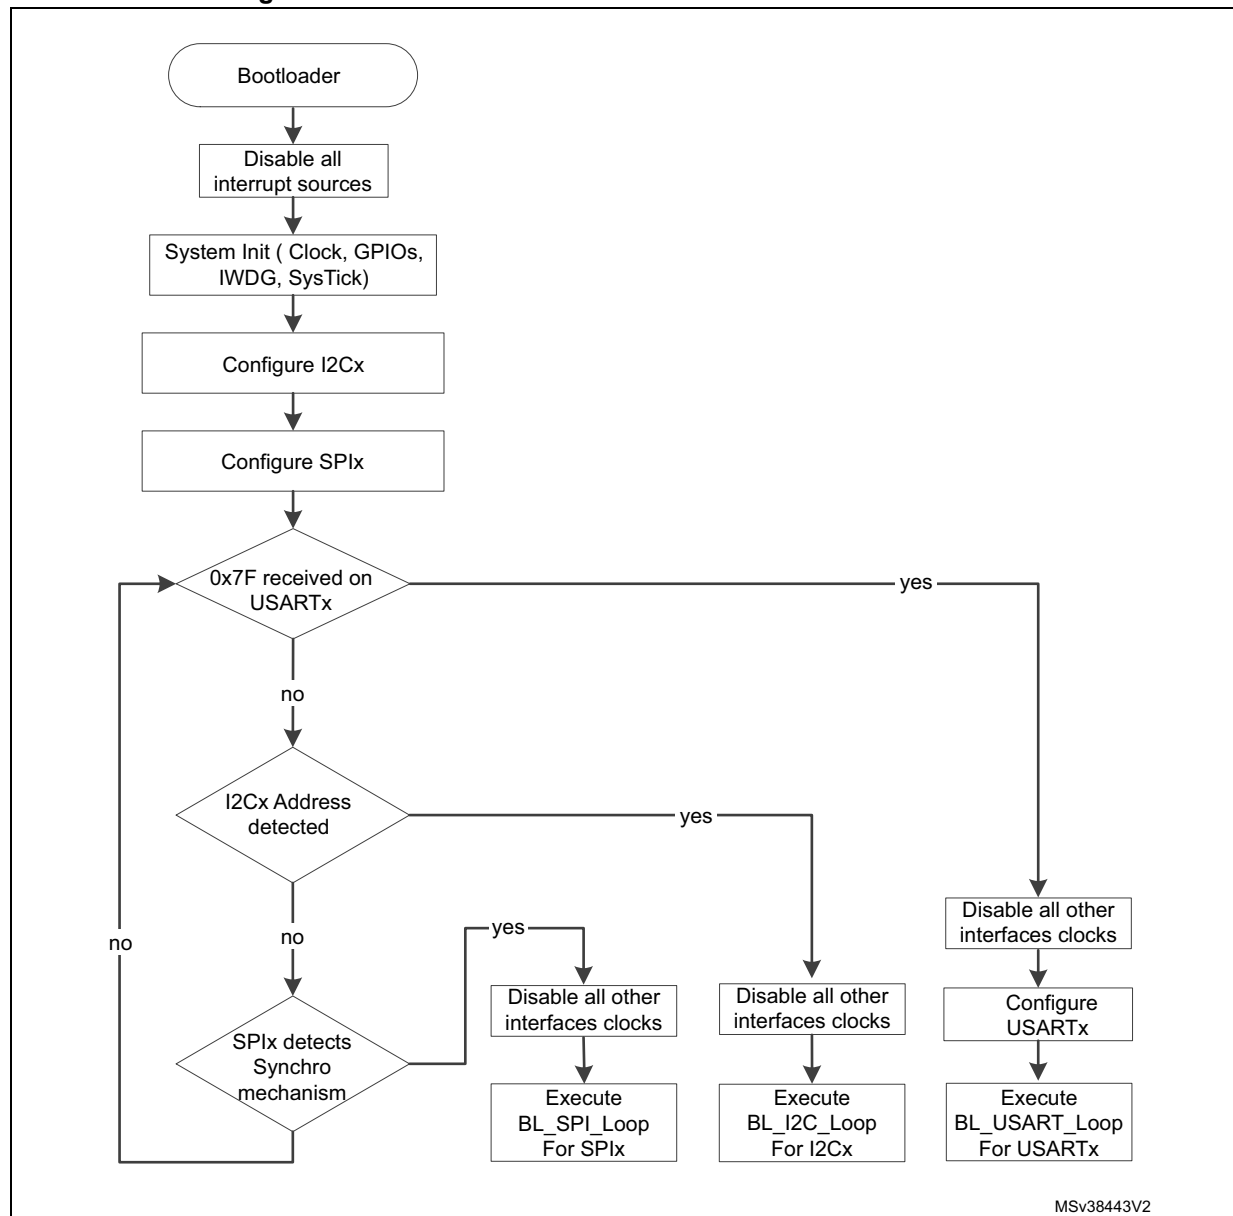 Bootloader
Disable all
interrupt sources
System Init ( Clock, GPIOs,
IWDG, SysTick)
Configure I2Cx
Configure SPIx
0x7F received on
USARTx
yes
no
I2Cx Address
detected
yes
no
no
yes
SPIx detects
Synchro
mechanism
Disable all other
interfaces clocks
Execute
BL_SPI_Loop
For SPIx
Disable all other
interfaces clocks
Execute
BL_I2C_Loop
For I2Cx
Disable all other
interfaces clocks
Configure
USARTx
Execute
BL_USART_Loop
For USARTx
MSv38443V2